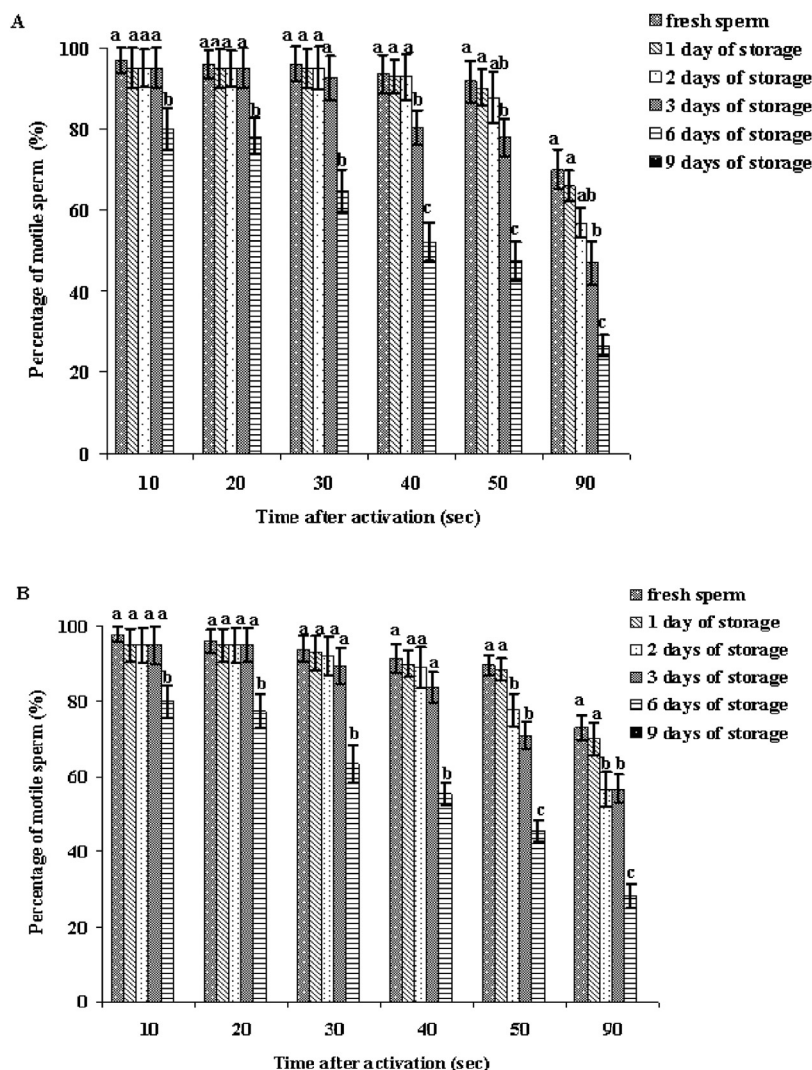 A
fresh sperm
1 day of storage
2 days of storage
3 days of storage
6 days of storage
9 days of storage
Percentage of motile sperm (%)
100
80
60
40
20
0
a aaa b
aaa a b
a a a a b
a a a b c
a a ab b c
a a ab b c
10 20 30 40 50 90
Time after activation (sec)
B
fresh sperm
1 day of storage
2 days of storage
3 days of storage
6 days of storage
9 days of storage
Percentage of motile sperm (%)
100
80
60
40
20
0
a a a a b
a a a a b
a a a a b
a aa a b
a a b b c
a a b b c
10 20 30 40 50 90
Time after activation (sec)